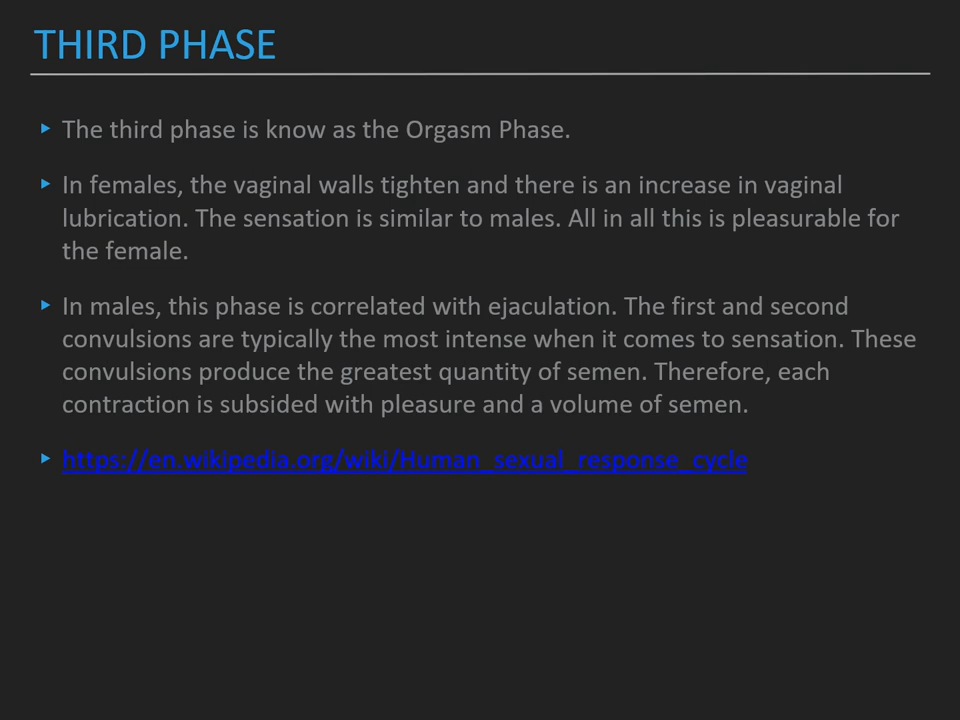 THIRD PHASE
The third phase is know as the Orgasm Phase.
In females, the vaginal walls tighten and there is an increase in vaginal
lubrication. The sensation is similar to males. All in all this is pleasurable for
the female.
In males, this phase is correlated with ejaculation. The first and second
convulsions are typically the most intense when it comes to sensation. These
convulsions produce the greatest quantity of semen. Therefore, each
contraction is subsided with pleasure and a volume of semen.
https://en.wikipedia.org/wiki/Human_sexual_response_cycle